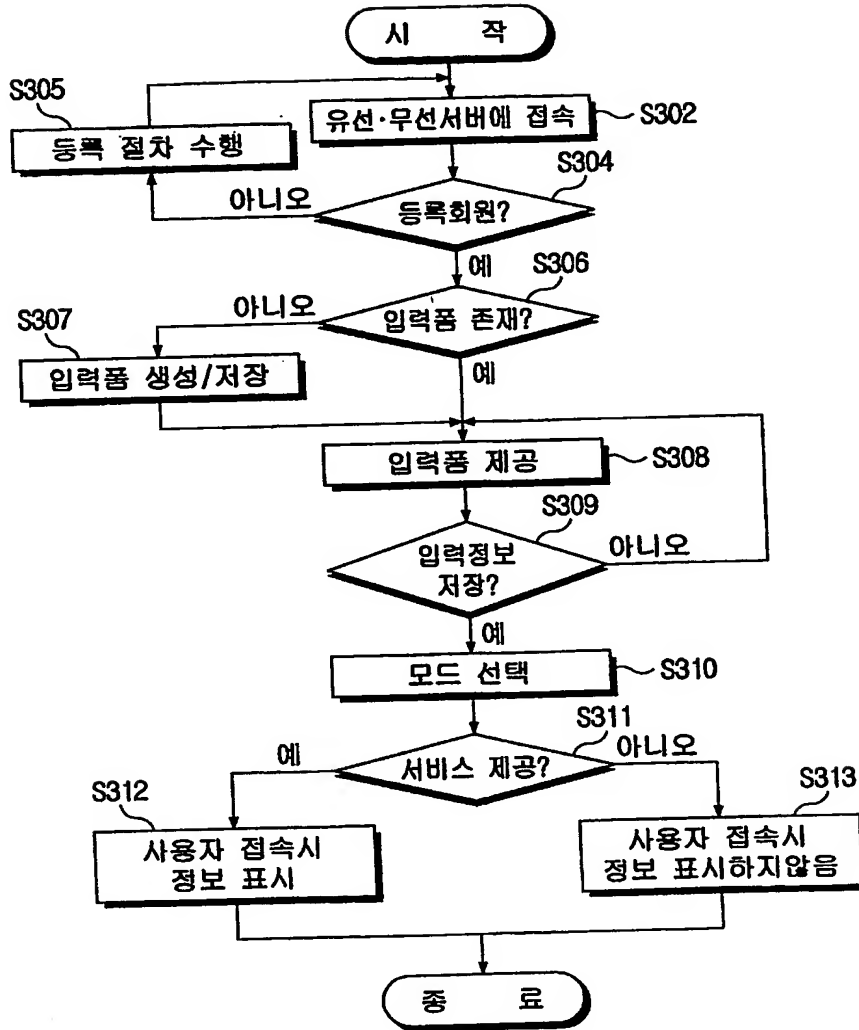 시 작
S305
등록 절차 수행
유선·무선서버에 접속
S302
S304
아니오
등록회원?
예
S306
아니오
S307
입력폼 존재?
입력폼 생성/저장
예
입력폼 제공
S308
S309
입력정보
저장?
아니오
예
모드 선택
S310
S311
예
서비스 제공?
아니오
S312
S313
사용자 접속시
정보 표시
사용자 접속시
정보 표시하지않음
종 료